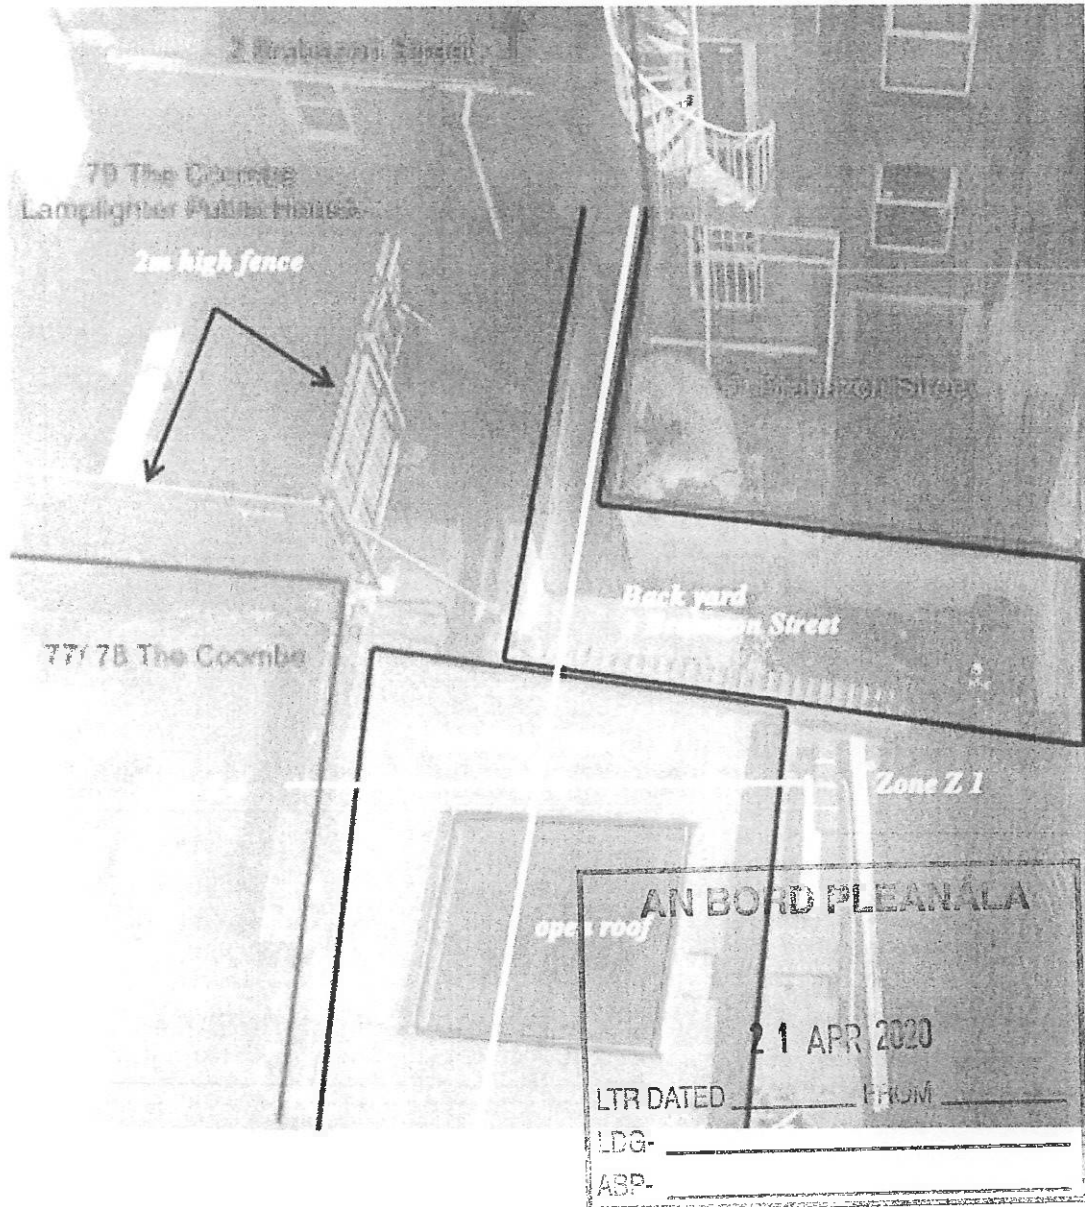 2 Brabazon Street
79 The Coombe
Lamplighter Public House
2m high fence
Brabazon Street
Back yard
Street
77/ 78 The Coombe
Zone Z 1
open roof
AN BORD PLEANÁLA
21 APR 2020
LTR DATED FROM
LDG-
ABP-